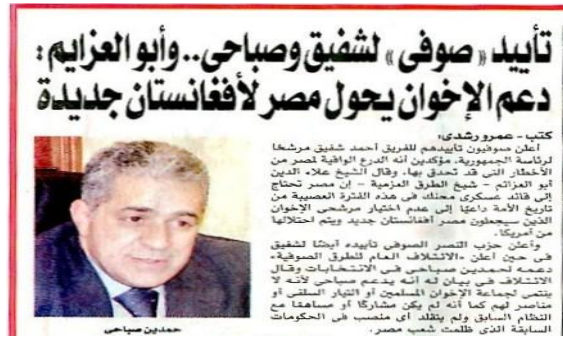 تأييد «صوفى» لشفيق وصباحى.. وأبو العزايم:
دعم الإخوان يحول مصر لأفغانستان جديدة
كتب - عمرو رشدى:
أعلن صوفيون تأييدهم للفريق أحمد شفيق مرشحًا
لرئاسة الجمهورية، مؤكدين أنه الدرع الواقية لمصر من
الأخطار التى قد تحدق بها، وقال الشيخ علاء الدين
أبو العزائم - شيخ الطرق العزمية - إن مصر تحتاج
إلى قائد عسكرى محنك فى هذه الفترة العصيبة من
تاريخ الأمة داعيًا إلى عدم اختيار مرشحى الإخوان
الذين سيجعلون مصر أفغانستان جديد ويتم احتلالها
من أمريكا.
وأعلن حزب النصر الصوفى تأييده أيضًا لشفيق
فى حين أعلن «الائتلاف العام للطرق الصوفية»
دعمه لحمدين صباحى فى الانتخابات وقال
الائتلاف فى بيان له أنه يدعم صباحى لأنه لا
ينتمى لجماعة الإخوان المسلمين أو التيار السلفى أو
مناصر لهم كما أنه لم يكن مشاركًا أو مساهمًا مع
النظام السابق ولم يتقلد أى منصب فى الحكومات
السابقة الذى ظلمت شعب مصر.
حمدين صباحى